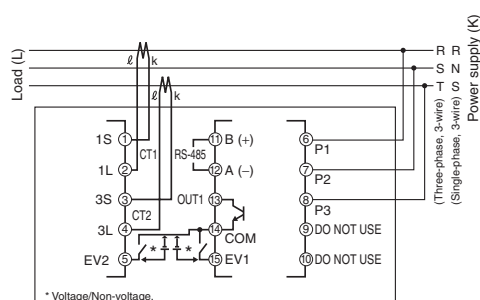 Load (L)
ℓ k
ℓ k
R R
S N
T S
(Three-phase, 3-wire)
(Single-phase, 3-wire)
Power supply (K)
1S 1
1L 2
CT1
3S 3
3L 4
CT2
EV2 5
* *
11 B (+)
RS-485
12 A (−)
OUT1 13
14 COM
15 EV1
6 P1
7 P2
8 P3
9 DO NOT USE
10 DO NOT USE
* Voltage/Non-voltage.